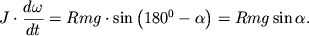 J · dω/dt = Rmg · sin (180⁰ − α) = Rmg sin α.